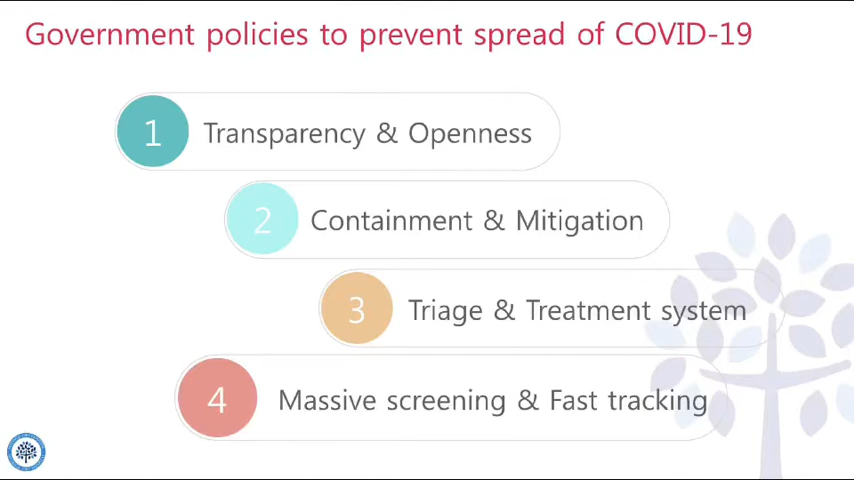 Government policies to prevent spread of COVID-19
1 Transparency & Openness
2 Containment & Mitigation
3 Triage & Treatment system
4 Massive screening & Fast tracking